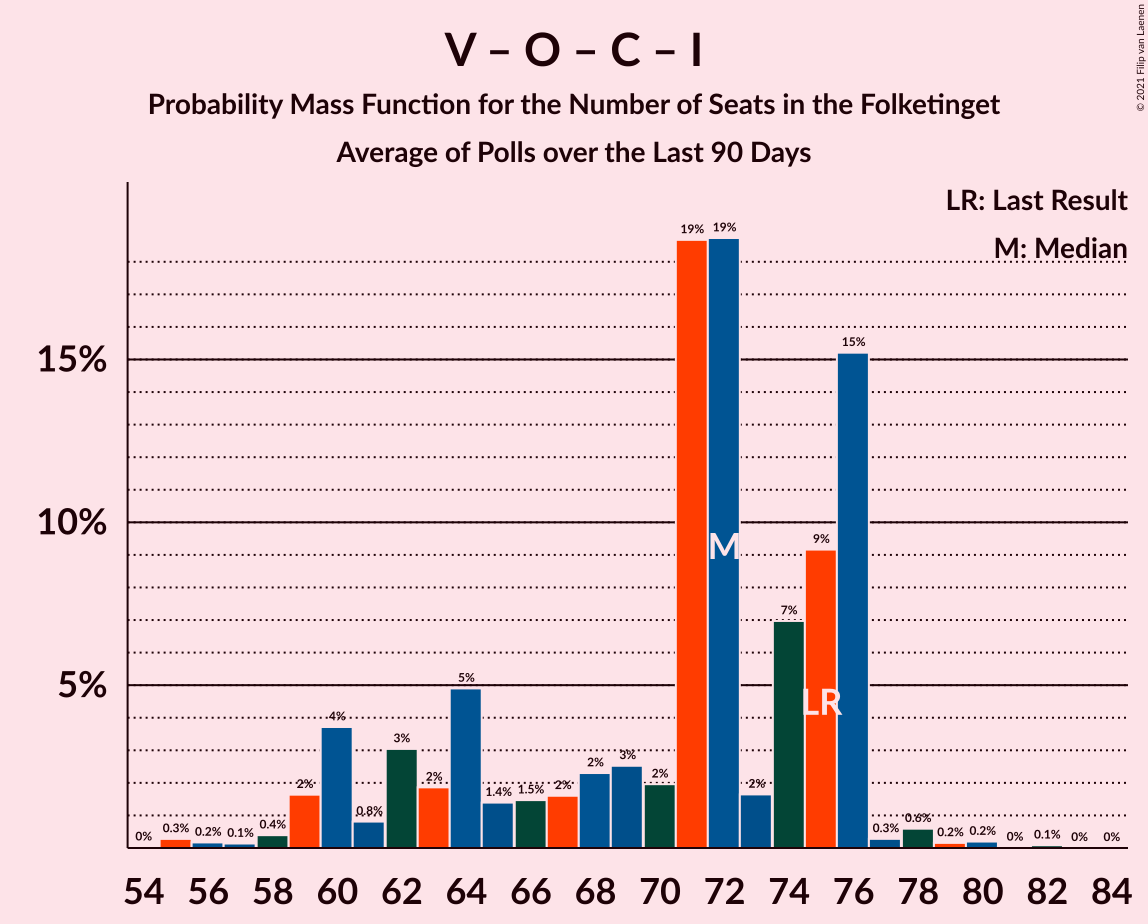 V – O – C – I
Probability Mass Function for the Number of Seats in the Folketinget
Average of Polls over the Last 90 Days
© 2021 Filip van Laenen
LR: Last Result
M: Median
15%
10%
5%
0% 0.3% 0.2% 0.1% 0.4% 2% 4% 0.8% 3% 2% 5% 1.4% 1.5% 2% 2% 3% 2% 19% 19% 2% 7% 9% 15% 0.3% 0.6% 0.2% 0.2% 0% 0.1% 0% 0%
M
LR
54 56 58 60 62 64 66 68 70 72 74 76 78 80 82 84